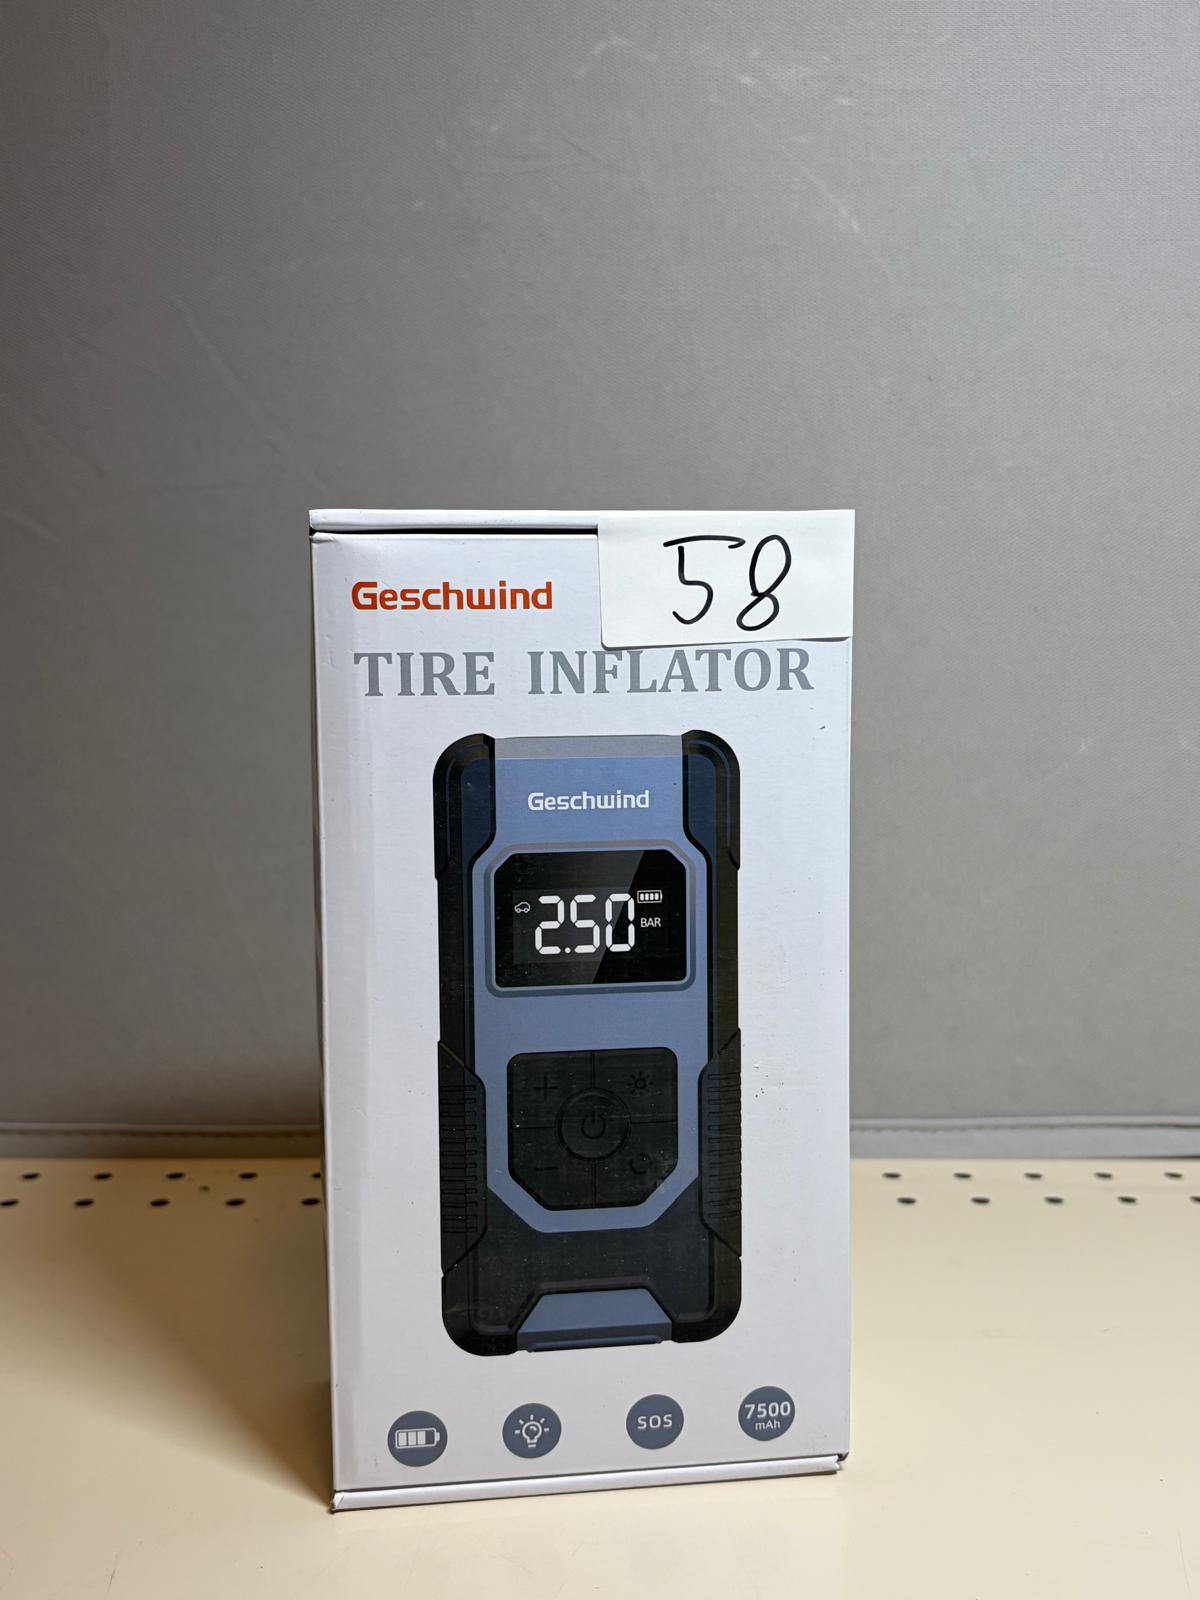 58
Geschwind
TIRE INFLATOR
Geschwind
2.50
BAR
SOS
7500
mAh